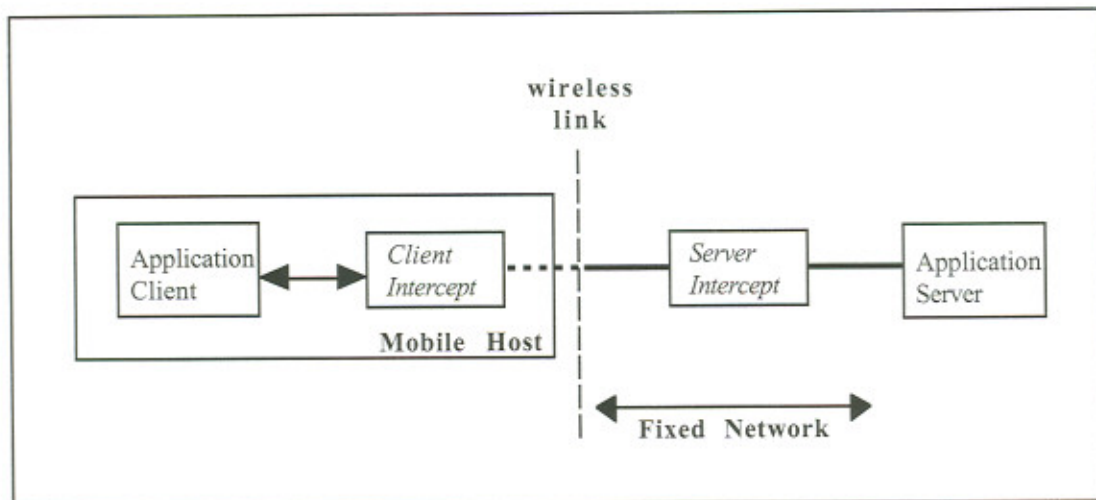 wireless
link
Application
Client
Client
Intercept
Mobile Host
Server
Intercept
Application
Server
Fixed Network